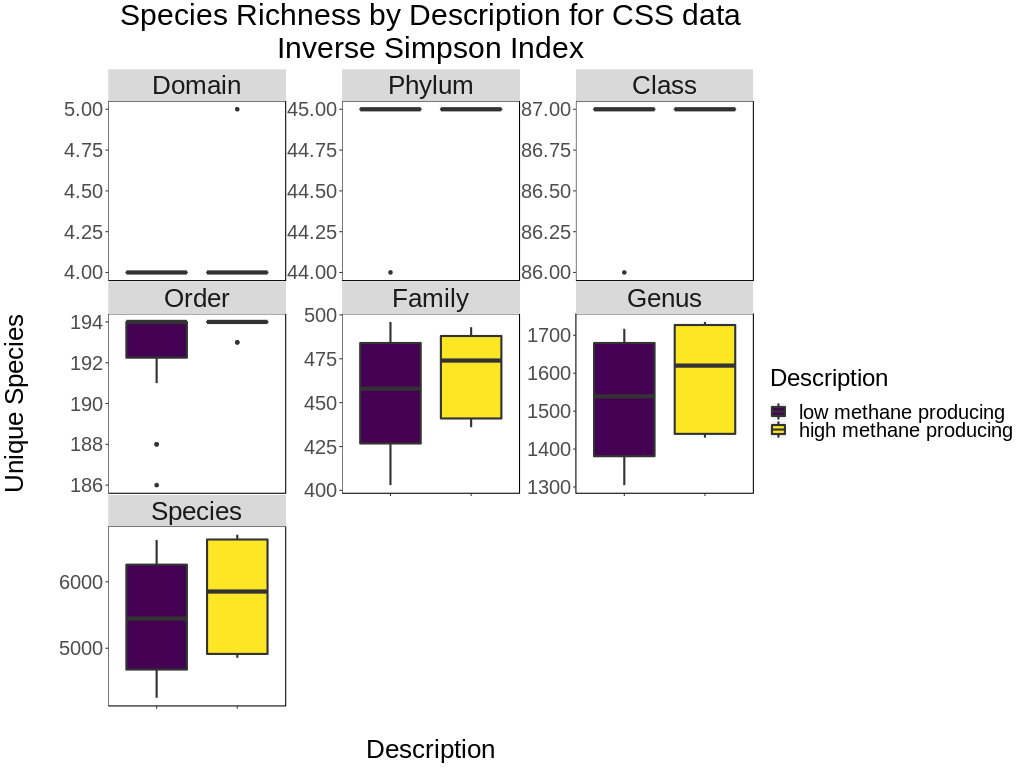 Species Richness by Description for CSS data
Inverse Simpson Index
Domain
Phylum
Class
5.00
4.75
4.50
4.25
4.00
45.00
44.75
44.50
44.25
44.00
87.00
86.75
86.50
86.25
86.00
Order
Family
Genus
194
192
190
188
186
500
475
450
425
400
1700
1600
1500
1400
1300
Species
6000
5000
Unique Species
Description
Description
low methane producing
high methane producing